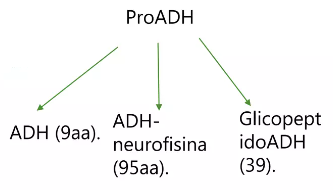 ProADH
ADH (9aa).
ADH-
neurofisina
(95aa).
Glicopept
idoADH
(39).